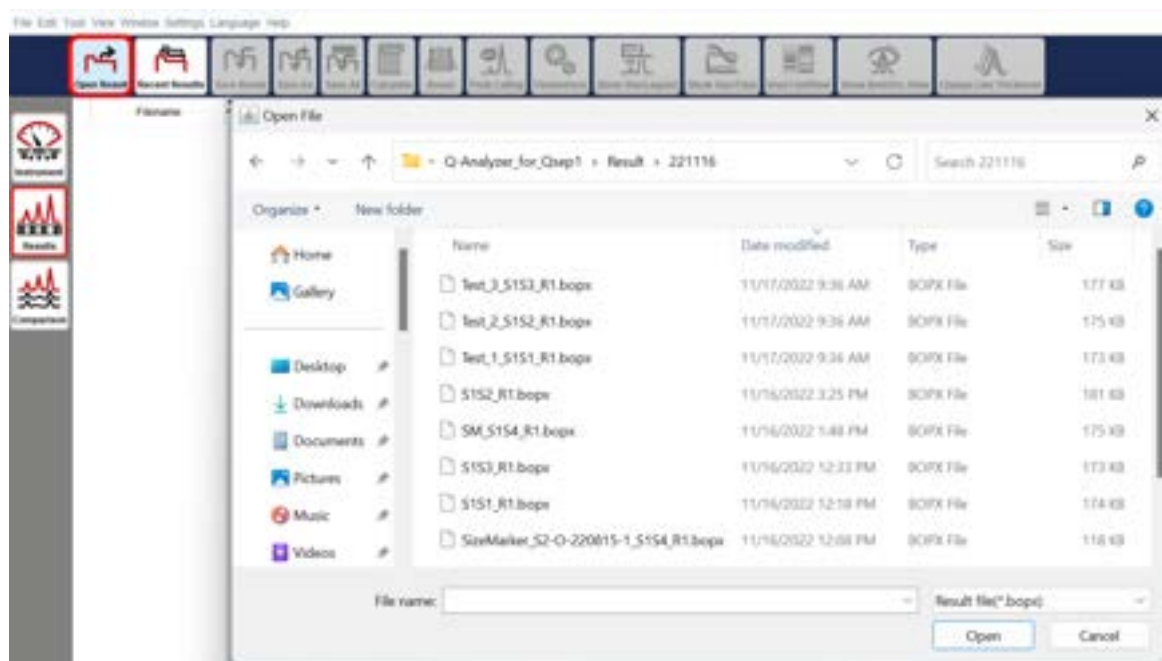 File Edit Tool View Window Settings Language Help
Open Result Recent Results
Filename
Open File
Q-Analyzer_for_Qsep1 › Result › 221116
Search 221116
Organize
New folder
Instrument
Results
Comparison
Home
Gallery
Desktop
Downloads
Documents
Pictures
Music
Videos
Name Date modified Type Size
Test_3_S1S3_R1.bopx 11/17/2022 9:36 AM BOPX File 177 KB
Test_2_S1S2_R1.bopx 11/17/2022 9:36 AM BOPX File 175 KB
Test_1_S1S1_R1.bopx 11/17/2022 9:36 AM BOPX File 173 KB
S1S2_R1.bopx 11/16/2022 3:25 PM BOPX File 181 KB
SM_S1S4_R1.bopx 11/16/2022 1:48 PM BOPX File 175 KB
S1S3_R1.bopx 11/16/2022 12:33 PM BOPX File 173 KB
S1S1_R1.bopx 11/16/2022 12:18 PM BOPX File 174 KB
SizeMarker_S2-O-220815-1_S1S4_R1.bopx 11/16/2022 12:08 PM BOPX File 118 KB
File name:
Result file(*.bopx)
Open Cancel